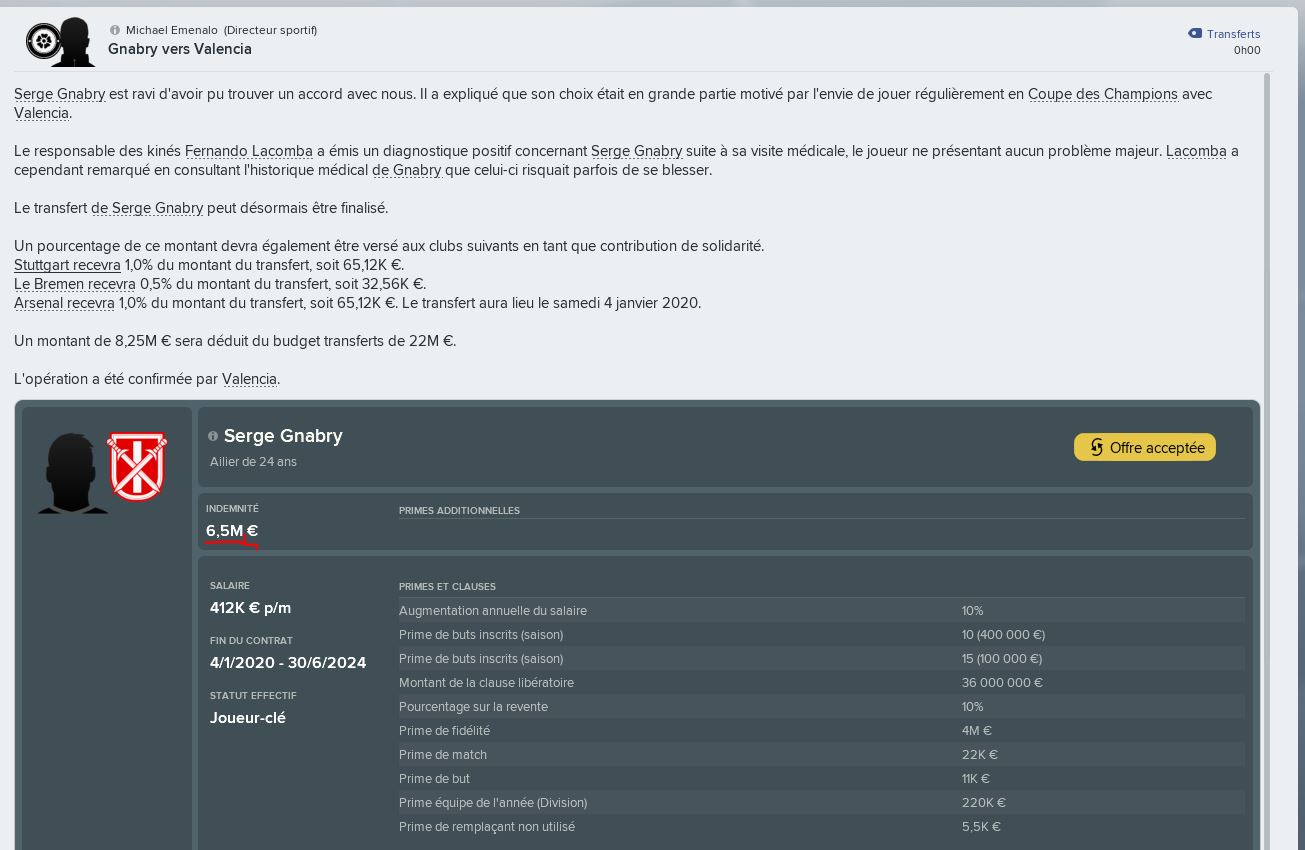 Michael Emenalo (Directeur sportif)
Gnabry vers Valencia
Transferts
0h00
Serge Gnabry est ravi d'avoir pu trouver un accord avec nous. Il a expliqué que son choix était en grande partie motivé par l'envie de jouer régulièrement en Coupe des Champions avec
Valencia.
Le responsable des kinés Fernando Lacomba a émis un diagnostique positif concernant Serge Gnabry suite à sa visite médicale, le joueur ne présentant aucun problème majeur. Lacomba a
cependant remarqué en consultant l'historique médical de Gnabry que celui-ci risquait parfois de se blesser.
Le transfert de Serge Gnabry peut désormais être finalisé.
Un pourcentage de ce montant devra également être versé aux clubs suivants en tant que contribution de solidarité.
Stuttgart recevra 1,0% du montant du transfert, soit 65,12K €.
Le Bremen recevra 0,5% du montant du transfert, soit 32,56K €.
Arsenal recevra 1,0% du montant du transfert, soit 65,12K €. Le transfert aura lieu le samedi 4 janvier 2020.
Un montant de 8,25M € sera déduit du budget transferts de 22M €.
L'opération a été confirmée par Valencia.
Serge Gnabry
Ailier de 24 ans
Offre acceptée
INDEMNITÉ
6,5M €
PRIMES ADDITIONNELLES
SALAIRE
412K € p/m
FIN DU CONTRAT
4/1/2020 - 30/6/2024
STATUT EFFECTIF
Joueur-clé
PRIMES ET CLAUSES
Augmentation annuelle du salaire 10%
Prime de buts inscrits (saison) 10 (400 000 €)
Prime de buts inscrits (saison) 15 (100 000 €)
Montant de la clause libératoire 36 000 000 €
Pourcentage sur la revente 10%
Prime de fidélité 4M €
Prime de match 22K €
Prime de but 11K €
Prime équipe de l'année (Division) 220K €
Prime de remplaçant non utilisé 5,5K €